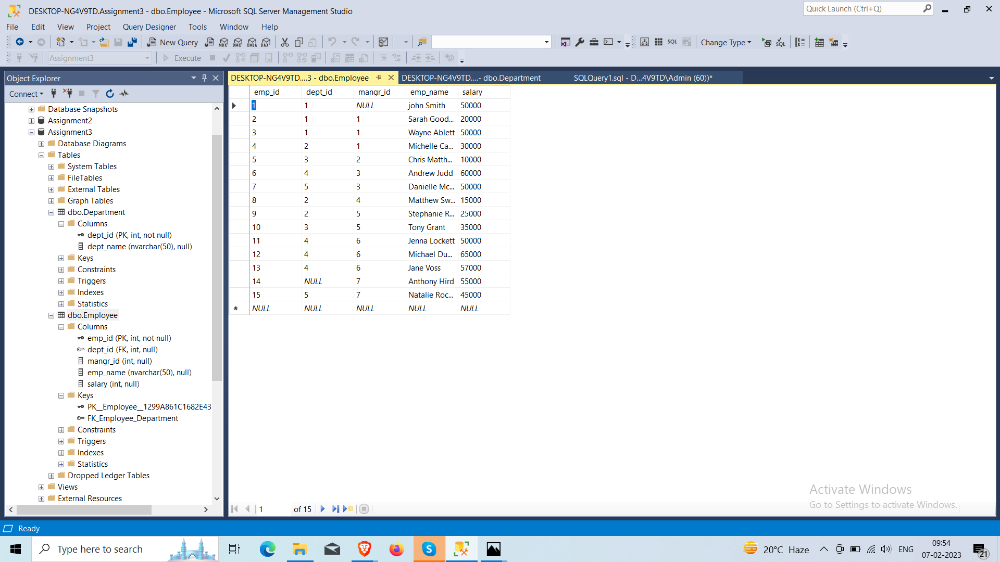 DESKTOP-NG4V9TD.Assignment3 - dbo.Employee - Microsoft SQL Server Management Studio
Quick Launch (Ctrl+Q)
File Edit View Project Query Designer Tools Window Help
New Query MDX DMX XMLA DAX SQL Change Type SQL
Assignment3 Execute
Object Explorer
DESKTOP-NG4V9TD....3 - dbo.Employee DESKTOP-NG4V9TD....- dbo.Department SQLQuery1.sql - D...4V9TD\Admin (60))*
Connect
Database Snapshots
Assignment2
Assignment3
Database Diagrams
Tables
System Tables
FileTables
External Tables
Graph Tables
dbo.Department
Columns
dept_id (PK, int, not null)
dept_name (nvarchar(50), null)
Keys
Constraints
Triggers
Indexes
Statistics
dbo.Employee
Columns
emp_id (PK, int, not null)
dept_id (FK, int, null)
mangr_id (int, null)
emp_name (nvarchar(50), null)
salary (int, null)
Keys
PK__Employee__1299A861C1682E43
FK_Employee_Department
Constraints
Triggers
Indexes
Statistics
Dropped Ledger Tables
Views
External Resources
emp_id dept_id mangr_id emp_name salary
1 1 NULL john Smith 50000
2 1 1 Sarah Good... 20000
3 1 1 Wayne Ablett 50000
4 2 1 Michelle Ca... 30000
5 3 2 Chris Matth... 10000
6 4 3 Andrew Judd 60000
7 5 3 Danielle Mc... 50000
8 2 4 Matthew Sw... 15000
9 2 5 Stephanie R... 25000
10 3 5 Tony Grant 35000
11 4 6 Jenna Lockett 50000
12 4 6 Michael Du... 65000
13 4 6 Jane Voss 57000
14 NULL 7 Anthony Hird 55000
15 5 7 Natalie Roc... 45000
NULL NULL NULL NULL NULL
1 of 15
Activate Windows
Go to Settings to activate Windows.
Ready
Type here to search
20°C Haze
ENG
09:54
07-02-2023
21